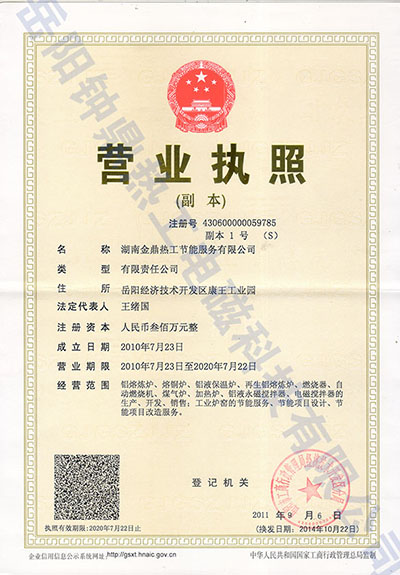 营业执照
(副 本)
注册号 430600000059785
副本 1 号 (S)
名 称 湖南金鼎热工节能服务有限公司
类 型 有限责任公司
住 所 岳阳经济技术开发区康王工业园
法定代表人 王绪国
注册资本 人民币叁佰万元整
成立日期 2010年7月23日
营业期限 2010年7月23日至2020年7月22日
经营范围 铝熔炼炉、熔铜炉、铝液保温炉、再生铝熔炼炉、燃烧器、自
动燃烧机、煤气炉、加热炉、铝液永磁搅拌器、电磁搅拌器的
生产、开发、销售；工业炉窑的节能服务、节能项目设计、节
能项目改造服务。
登记机关
2011 年 9 月 6 日
(换发日期:2014年10月22日)
执照有效期限:2020年7月22日止
企业信用信息公示系统网址:http://gsxt.hnaic.gov.cn
中华人民共和国国家工商行政管理总局监制
岳阳钟鼎热工电磁科技有限公司